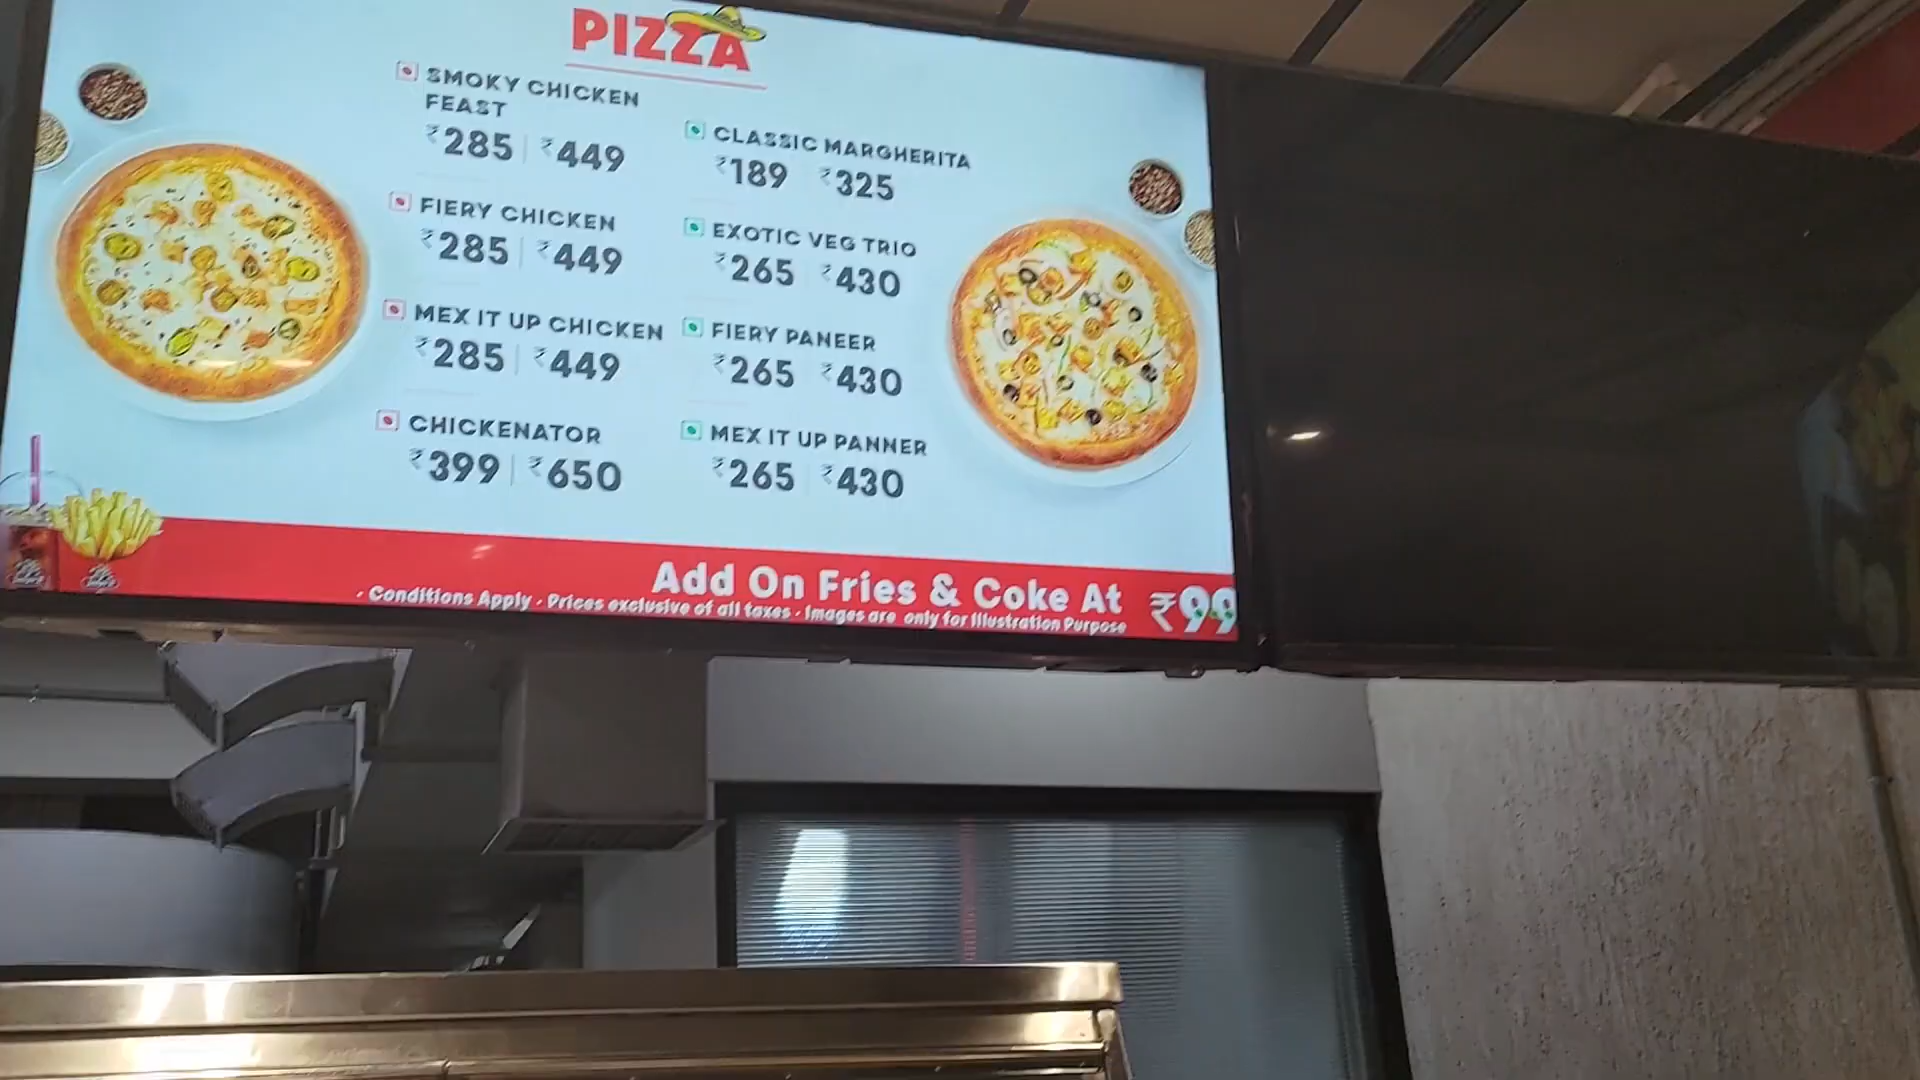 PIZZA
SMOKY CHICKEN
FEAST
₹285 | ₹449
FIERY CHICKEN
₹285 | ₹449
MEX IT UP CHICKEN
₹285 | ₹449
CHICKENATOR
₹399 | ₹650
CLASSIC MARGHERITA
₹189 ₹325
EXOTIC VEG TRIO
₹265 ₹430
FIERY PANEER
₹265 ₹430
MEX IT UP PANNER
₹265 ₹430
Add On Fries & Coke At ₹99
• Conditions Apply • Prices exclusive of all taxes • Images are only for Illustration Purpose